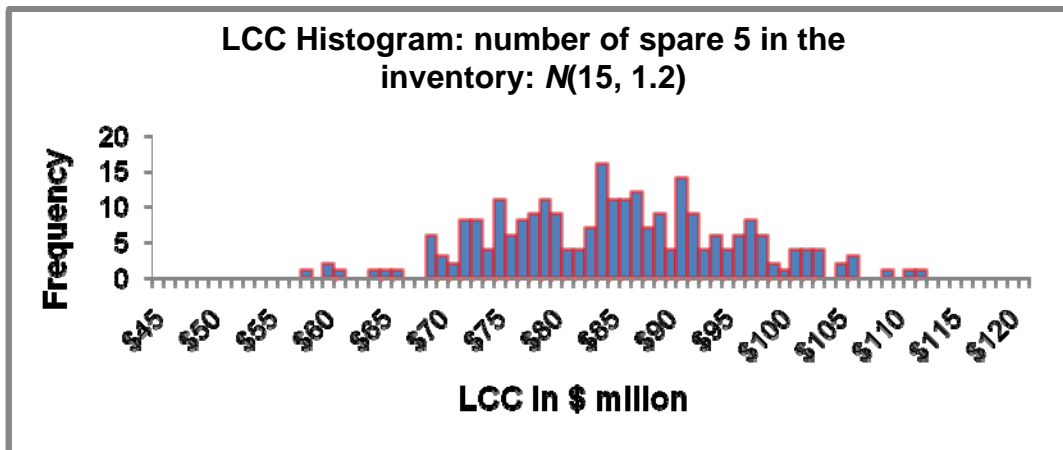 LCC Histogram: number of spare 5 in the
inventory: N(15, 1.2)
Frequency
20
15
10
5
0
$45 $50 $55 $60 $65 $70 $75 $80 $85 $90 $95 $100 $105 $110 $115 $120
LCC in $ million